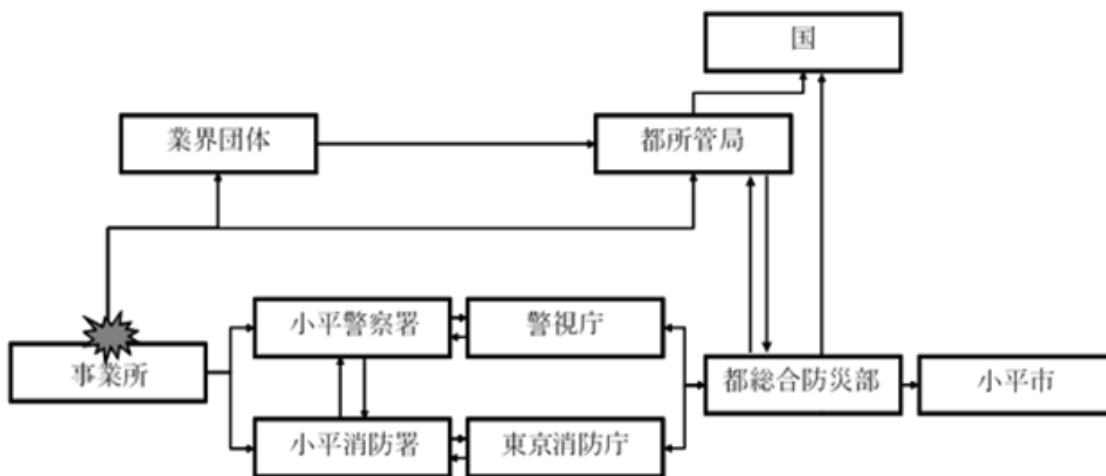 国
業界団体
都所管局
小平警察署
警視庁
事業所
都総合防災部
小平市
小平消防署
東京消防庁